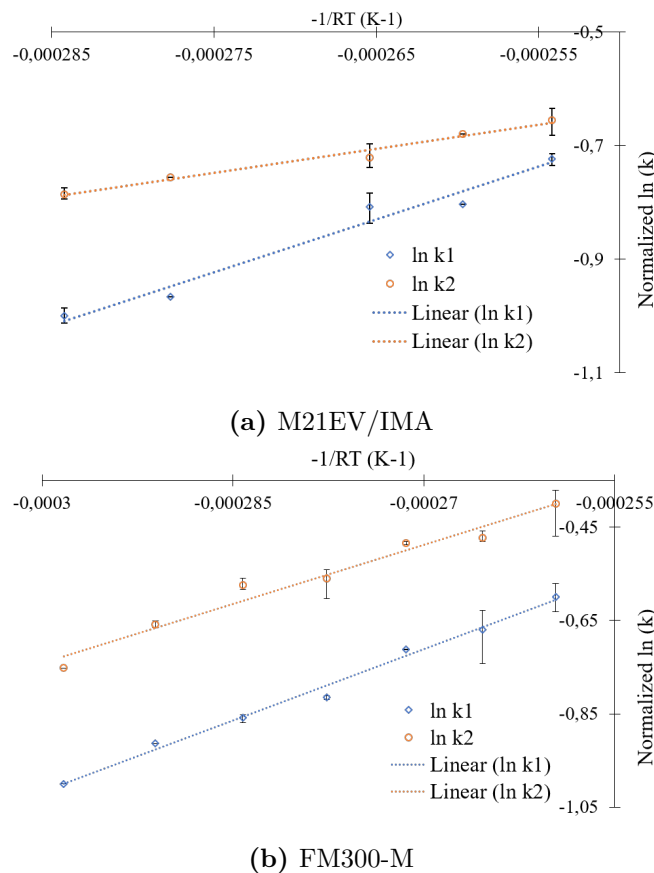 -1/RT (K-1)
-0,000285 -0,000275 -0,000265 -0,000255
-0,5
-0,7
-0,9
-1,1
Normalized ln (k)
ln k1
ln k2
Linear (ln k1)
Linear (ln k2)
(a) M21EV/IMA
-1/RT (K-1)
-0,0003 -0,000285 -0,00027 -0,000255
-0,45
-0,65
-0,85
-1,05
Normalized ln (k)
ln k1
ln k2
Linear (ln k1)
Linear (ln k2)
(b) FM300-M